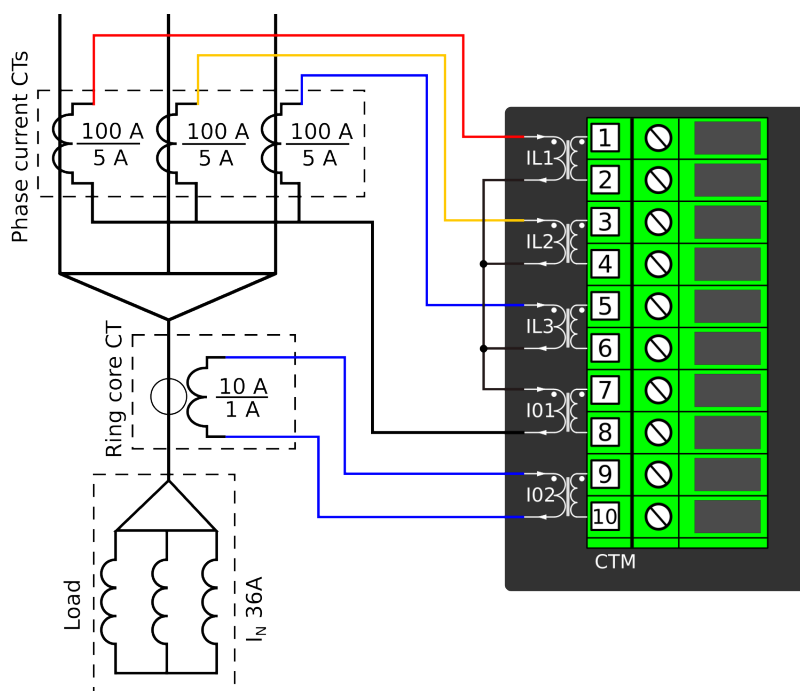 Phase current CTs
100 A
5 A
100 A
5 A
100 A
5 A
IL1
1
2
IL2
3
4
IL3
5
6
I01
7
8
I02
9
10
CTM
Ring core CT
10 A
1 A
Load
IN 36A